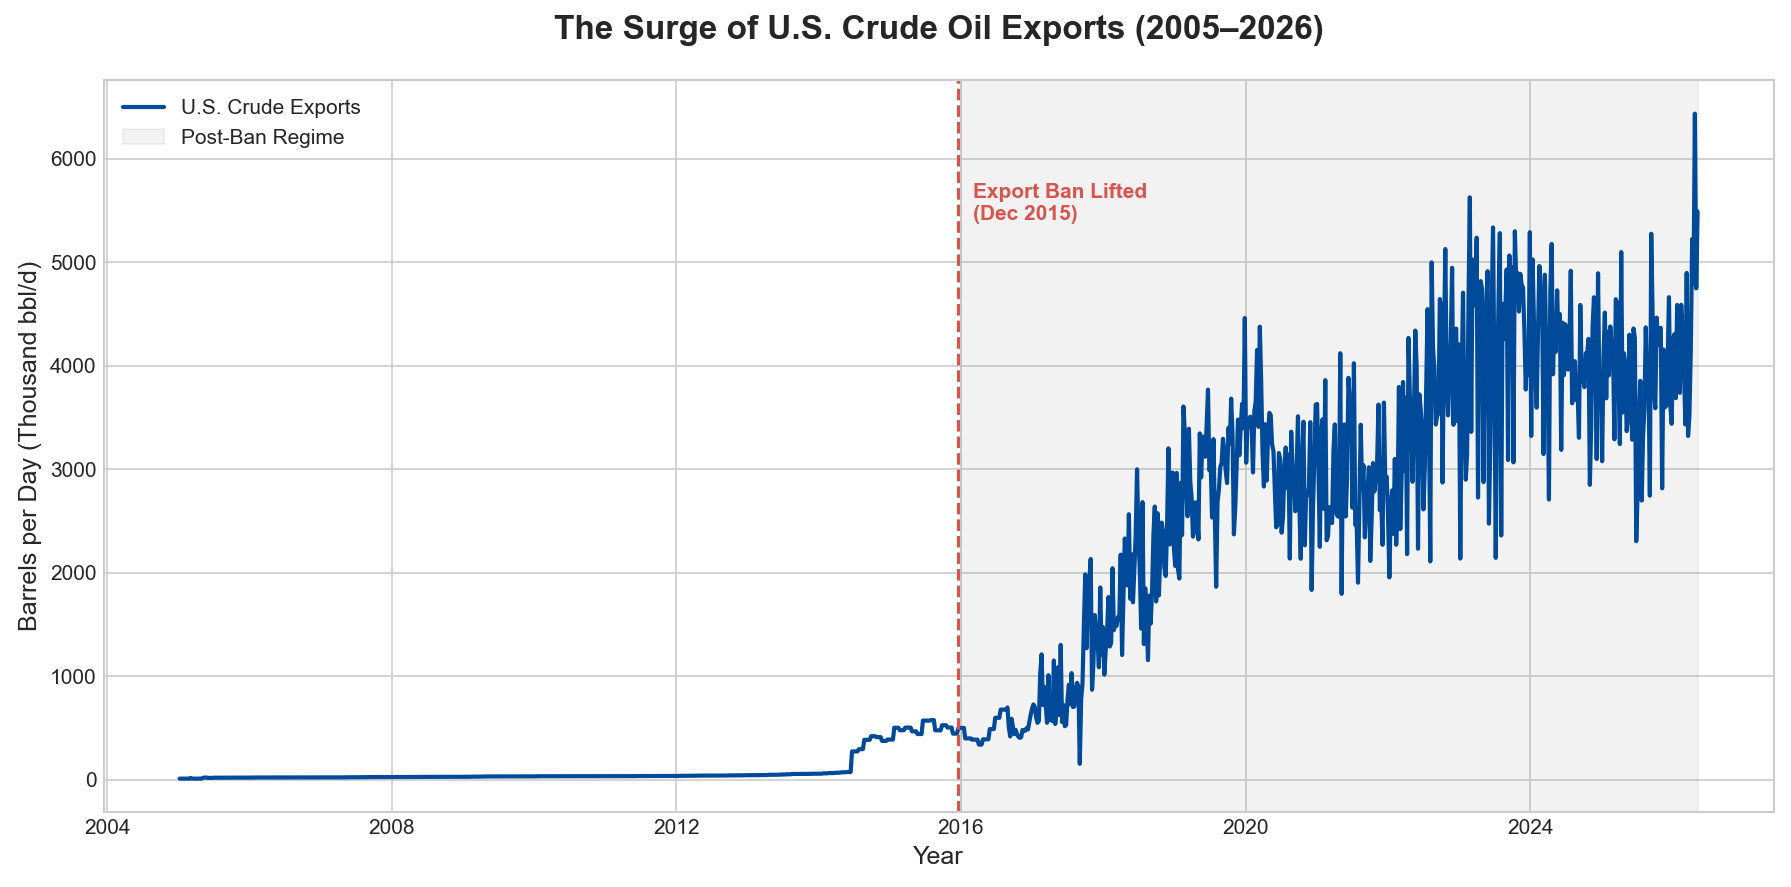 The Surge of U.S. Crude Oil Exports (2005–2026)
U.S. Crude Exports
Post-Ban Regime
Export Ban Lifted
(Dec 2015)
Barrels per Day (Thousand bbl/d)
6000
5000
4000
3000
2000
1000
0
2004 2008 2012 2016 2020 2024
Year